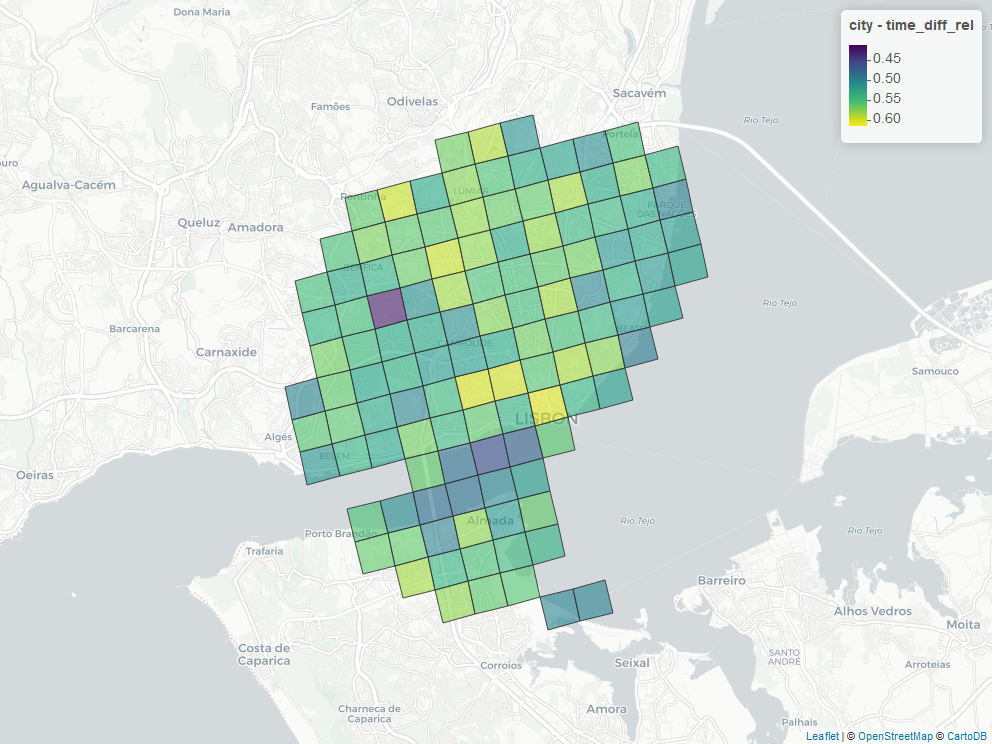 Dona Maria
city - time_diff_rel
0.45
0.50
0.55
0.60
Sacavém
Odivelas
Famões
Rio Tejo
Portela
Agualva-Cacém
LUMIAR
Pontinha
PARQUE
DAS NAÇÕES
Queluz
Amadora
BENFICA
Rio Tejo
Barcarena
BEATO
CAMPOLIDE
Carnaxide
Samouco
LISBON
Algés
BELÉM
Oeiras
Almada
Rio Tejo
Rio Tejo
Porto Brandão
Trafaria
Barreiro
Alhos Vedros
Moita
Costa de
Caparica
SANTO
ANDRÉ
Corroios
Seixal
Arroteias
Charneca de
Caparica
Amora
Palhais
Leaflet | © OpenStreetMap © CartoDB